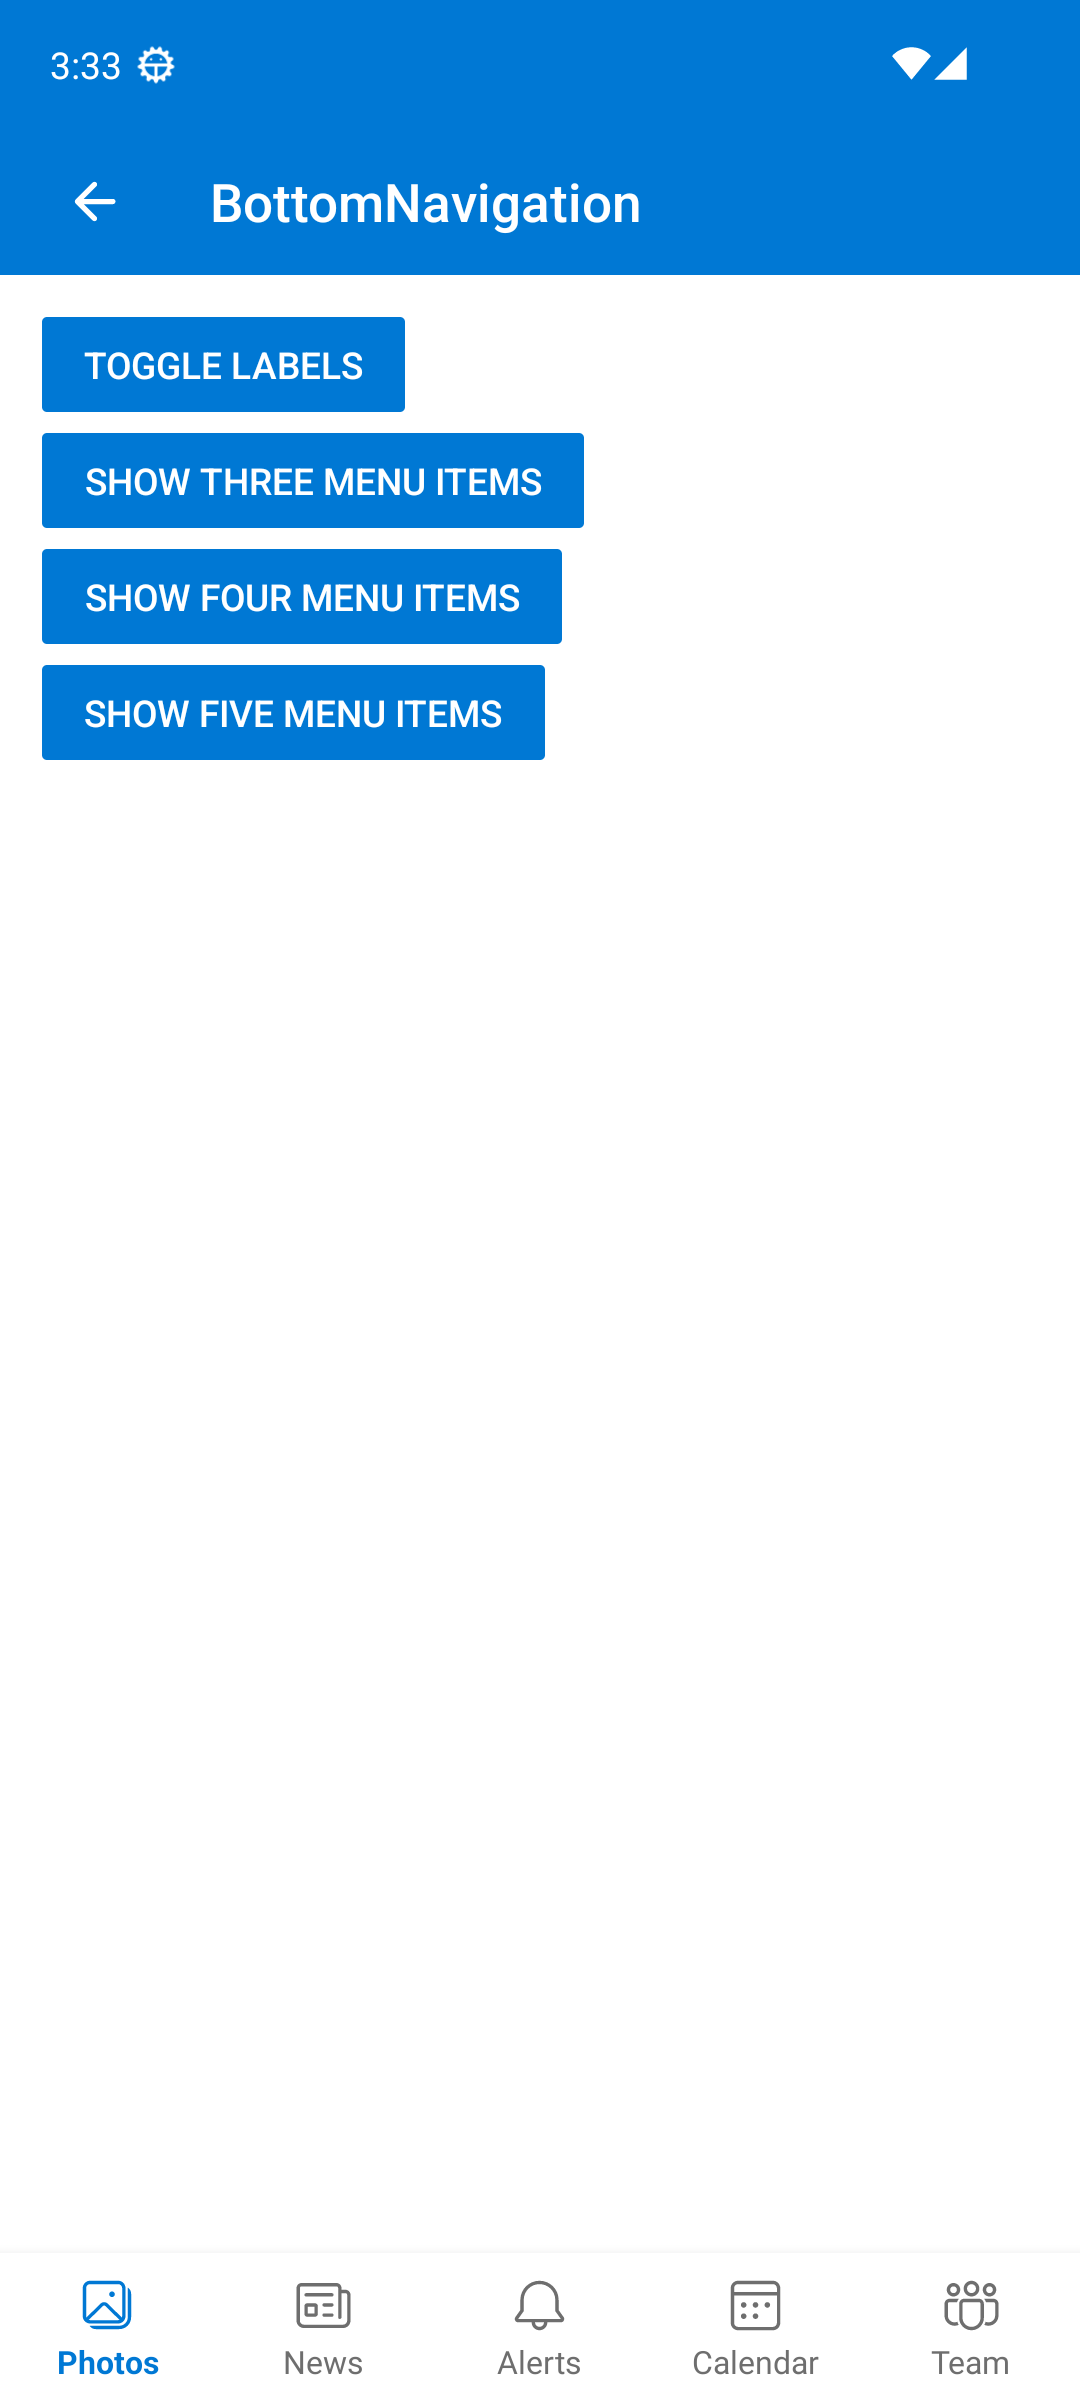 3:33
BottomNavigation
TOGGLE LABELS
SHOW THREE MENU ITEMS
SHOW FOUR MENU ITEMS
SHOW FIVE MENU ITEMS
Photos News Alerts Calendar Team